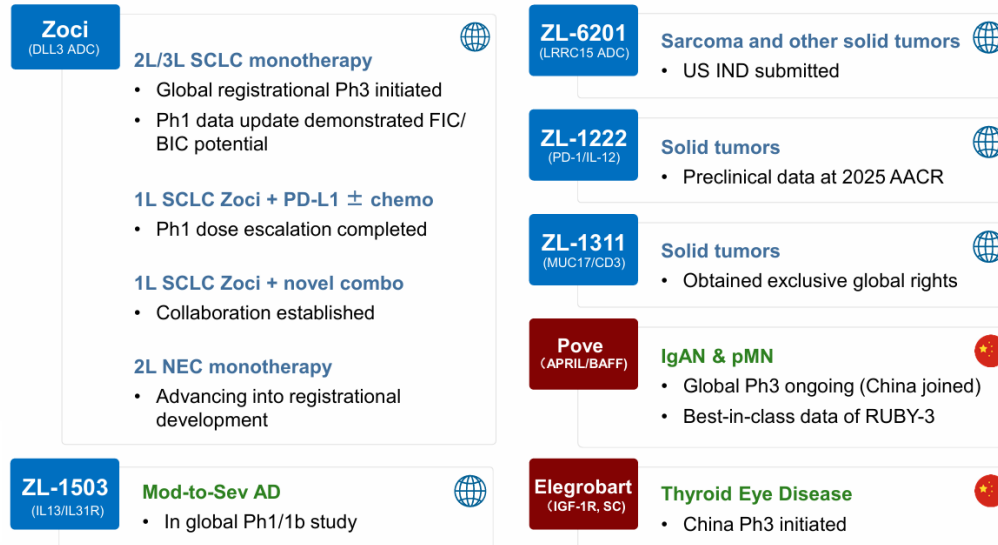 Zoci
(DLL3 ADC)
2L/3L SCLC monotherapy
• Global registrational Ph3 initiated
• Ph1 data update demonstrated FIC/
BIC potential
1L SCLC Zoci + PD-L1 ± chemo
• Ph1 dose escalation completed
1L SCLC Zoci + novel combo
• Collaboration established
2L NEC monotherapy
• Advancing into registrational
development
ZL-1503
(IL13/IL31R)
Mod-to-Sev AD
• In global Ph1/1b study
ZL-6201
(LRRC15 ADC)
Sarcoma and other solid tumors
• US IND submitted
ZL-1222
(PD-1/IL-12)
Solid tumors
• Preclinical data at 2025 AACR
ZL-1311
(MUC17/CD3)
Solid tumors
• Obtained exclusive global rights
Pove
(APRIL/BAFF)
IgAN & pMN
• Global Ph3 ongoing (China joined)
• Best-in-class data of RUBY-3
Elegrobart
(IGF-1R, SC)
Thyroid Eye Disease
• China Ph3 initiated